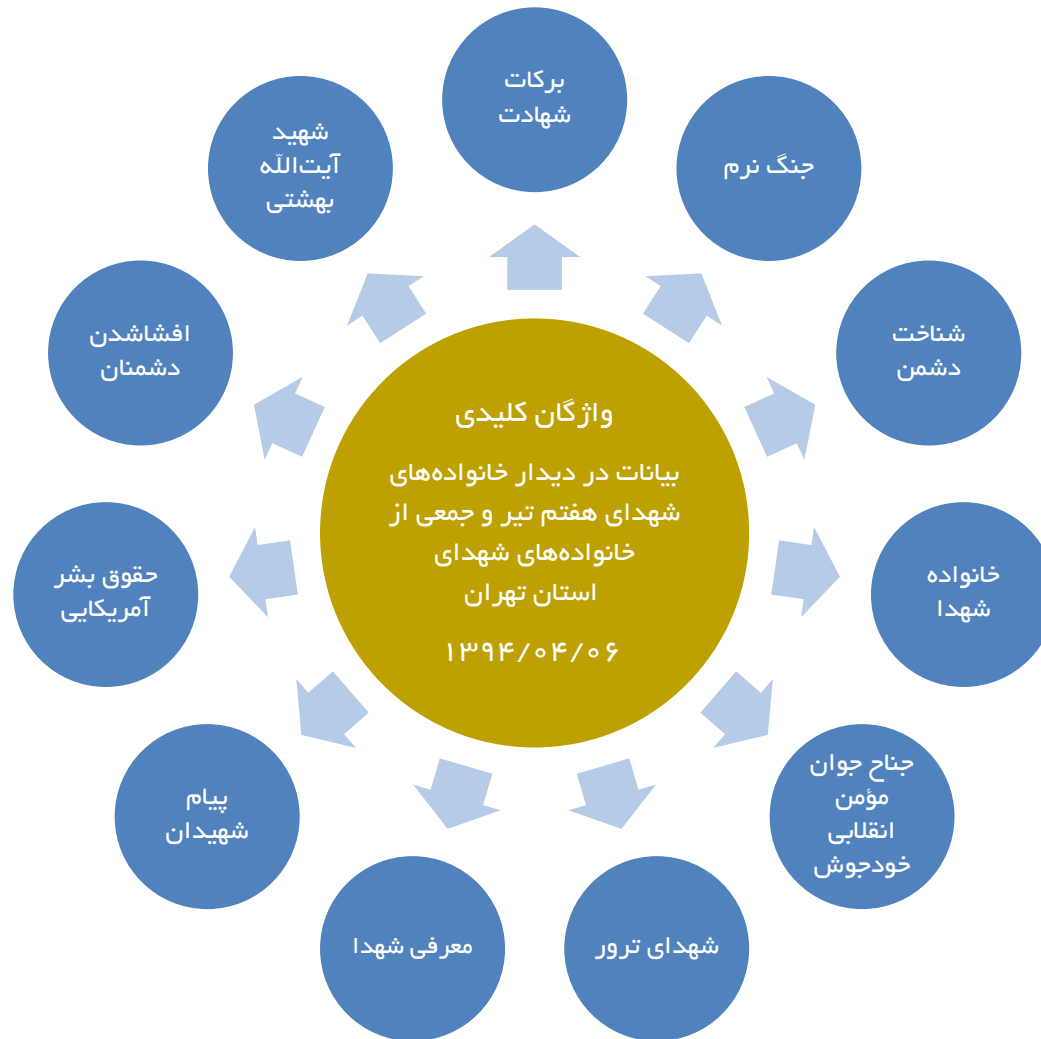 واژگان کلیدی
بیانات در دیدار خانواده‌های
شهدای هفتم تیر و جمعی از
خانواده‌های شهدای
استان تهران
۱۳۹۴/۰۴/۰۶
برکات
شهادت
جنگ نرم
شناخت
دشمن
خانواده
شهدا
جناح جوان
مؤمن
انقلابی
خودجوش
شهدای ترور
معرفی شهدا
پیام
شهیدان
حقوق بشر
آمریکایی
افشاشدن
دشمنان
شهید
آیت‌اللّه
بهشتی